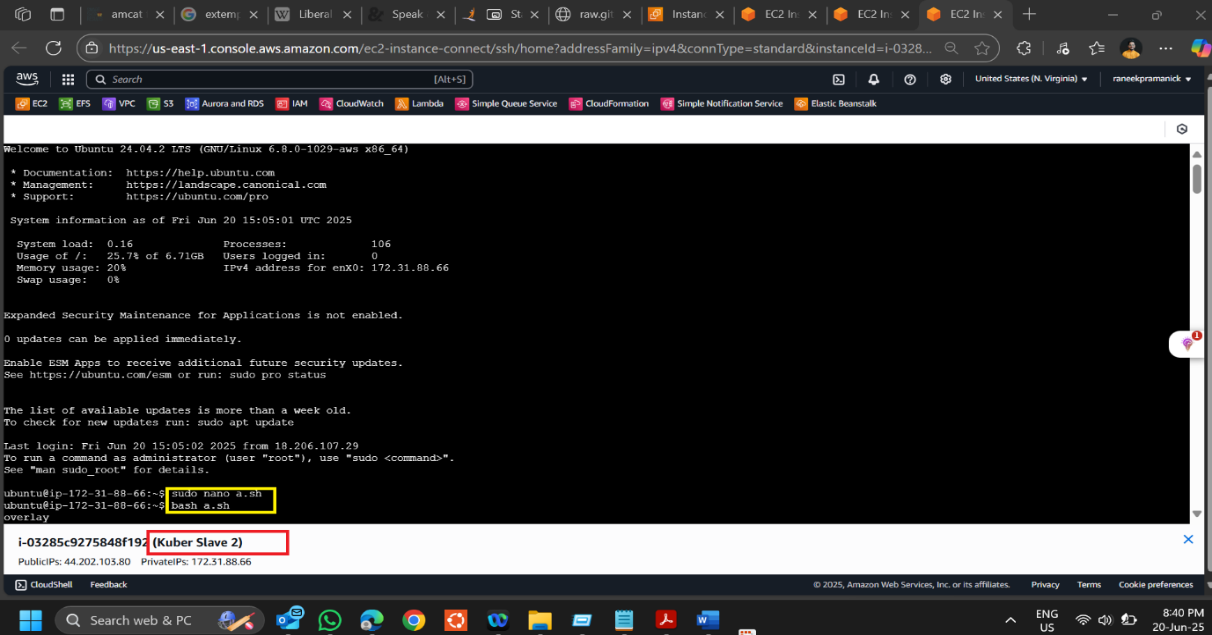 amcat
extemp
Liberal
Speak
St
raw.git
Instanc
EC2 In
EC2 In
EC2 In
https://us-east-1.console.aws.amazon.com/ec2-instance-connect/ssh/home?addressFamily=ipv4&connType=standard&instanceId=i-0328...
aws
Search
[Alt+S]
United States (N. Virginia)
raneekpramanick
EC2 EFS VPC S3 Aurora and RDS IAM CloudWatch Lambda Simple Queue Service CloudFormation Simple Notification Service Elastic Beanstalk
Welcome to Ubuntu 24.04.2 LTS (GNU/Linux 6.8.0-1029-aws x86_64)
* Documentation: https://help.ubuntu.com
* Management: https://landscape.canonical.com
* Support: https://ubuntu.com/pro
System information as of Fri Jun 20 15:05:01 UTC 2025
System load: 0.16 Processes: 106
Usage of /: 25.7% of 6.71GB Users logged in: 0
Memory usage: 20% IPv4 address for enX0: 172.31.88.66
Swap usage: 0%
Expanded Security Maintenance for Applications is not enabled.
0 updates can be applied immediately.
Enable ESM Apps to receive additional future security updates.
See https://ubuntu.com/esm or run: sudo pro status
1
The list of available updates is more than a week old.
To check for new updates run: sudo apt update
Last login: Fri Jun 20 15:05:02 2025 from 18.206.107.29
To run a command as administrator (user "root"), use "sudo <command>".
See "man sudo_root" for details.
ubuntu@ip-172-31-88-66:~$ sudo nano a.sh
ubuntu@ip-172-31-88-66:~$ bash a.sh
overlay
i-03285c9275848f192 (Kuber Slave 2)
PublicIPs: 44.202.103.80 PrivateIPs: 172.31.88.66
CloudShell Feedback
© 2025, Amazon Web Services, Inc. or its affiliates. Privacy Terms Cookie preferences
Search web & PC
ENG
US
8:40 PM
20-Jun-25